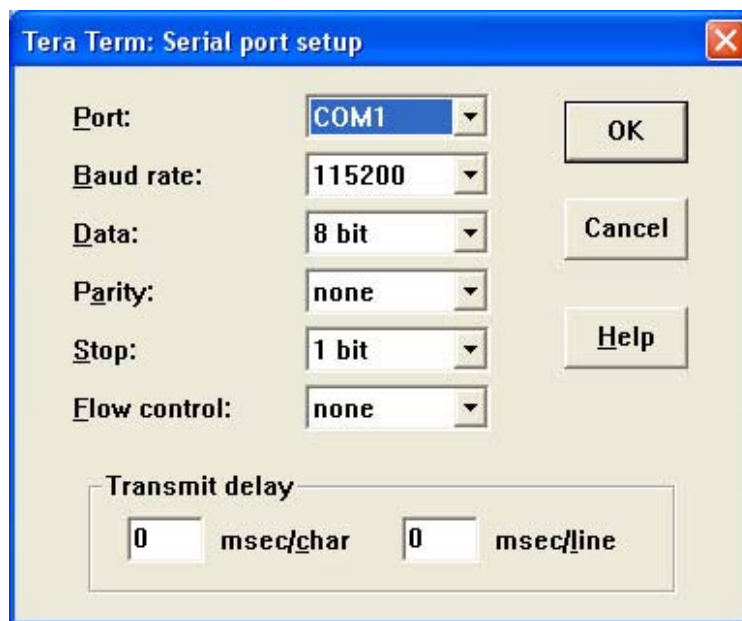 Tera Term: Serial port setup
Port: COM1
OK
Baud rate: 115200
Data: 8 bit
Cancel
Parity: none
Stop: 1 bit
Help
Flow control: none
Transmit delay
0 msec/char 0 msec/line